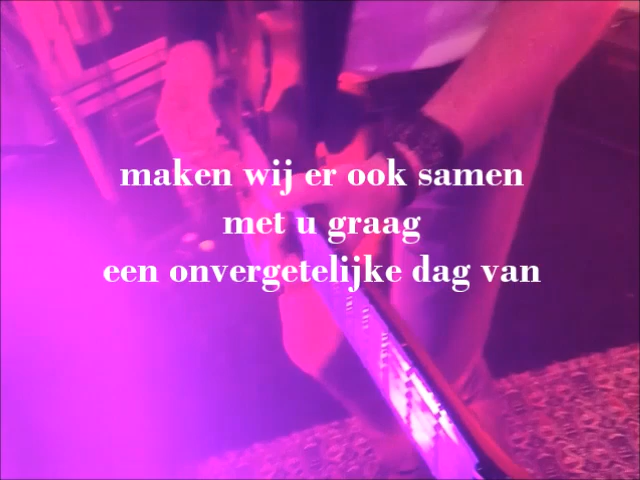 maken wij er ook samen
met u graag
een onvergetelijke dag van